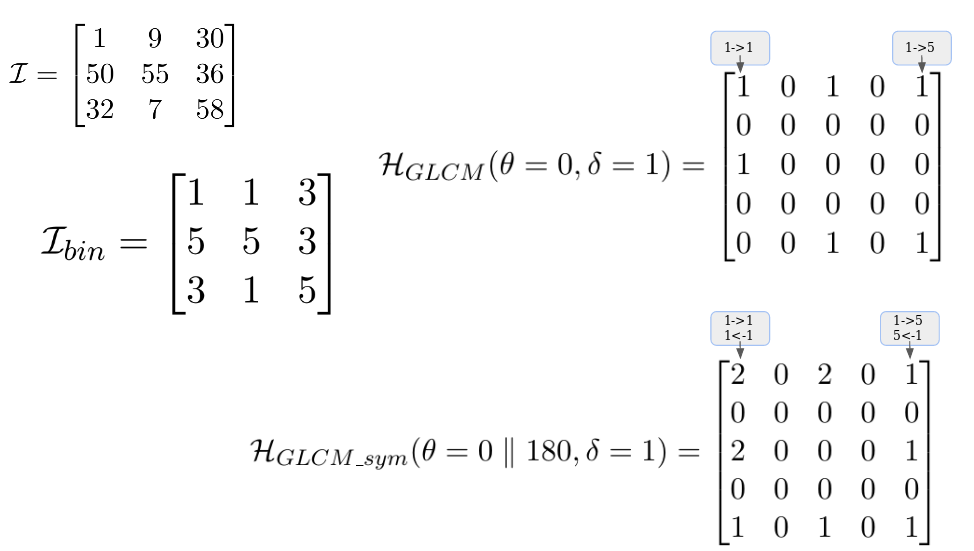 I = [1 9 30
50 55 36
32 7 58]
I_bin = [1 1 3
5 5 3
3 1 5]
1->1 1->5
H_GLCM(θ = 0, δ = 1) = [1 0 1 0 1
0 0 0 0 0
1 0 0 0 0
0 0 0 0 0
0 0 1 0 1]
1->1 1->5
1<-1 5<-1
H_GLCM_sym(θ = 0 ∥ 180, δ = 1) = [2 0 2 0 1
0 0 0 0 0
2 0 0 0 1
0 0 0 0 0
1 0 1 0 1]